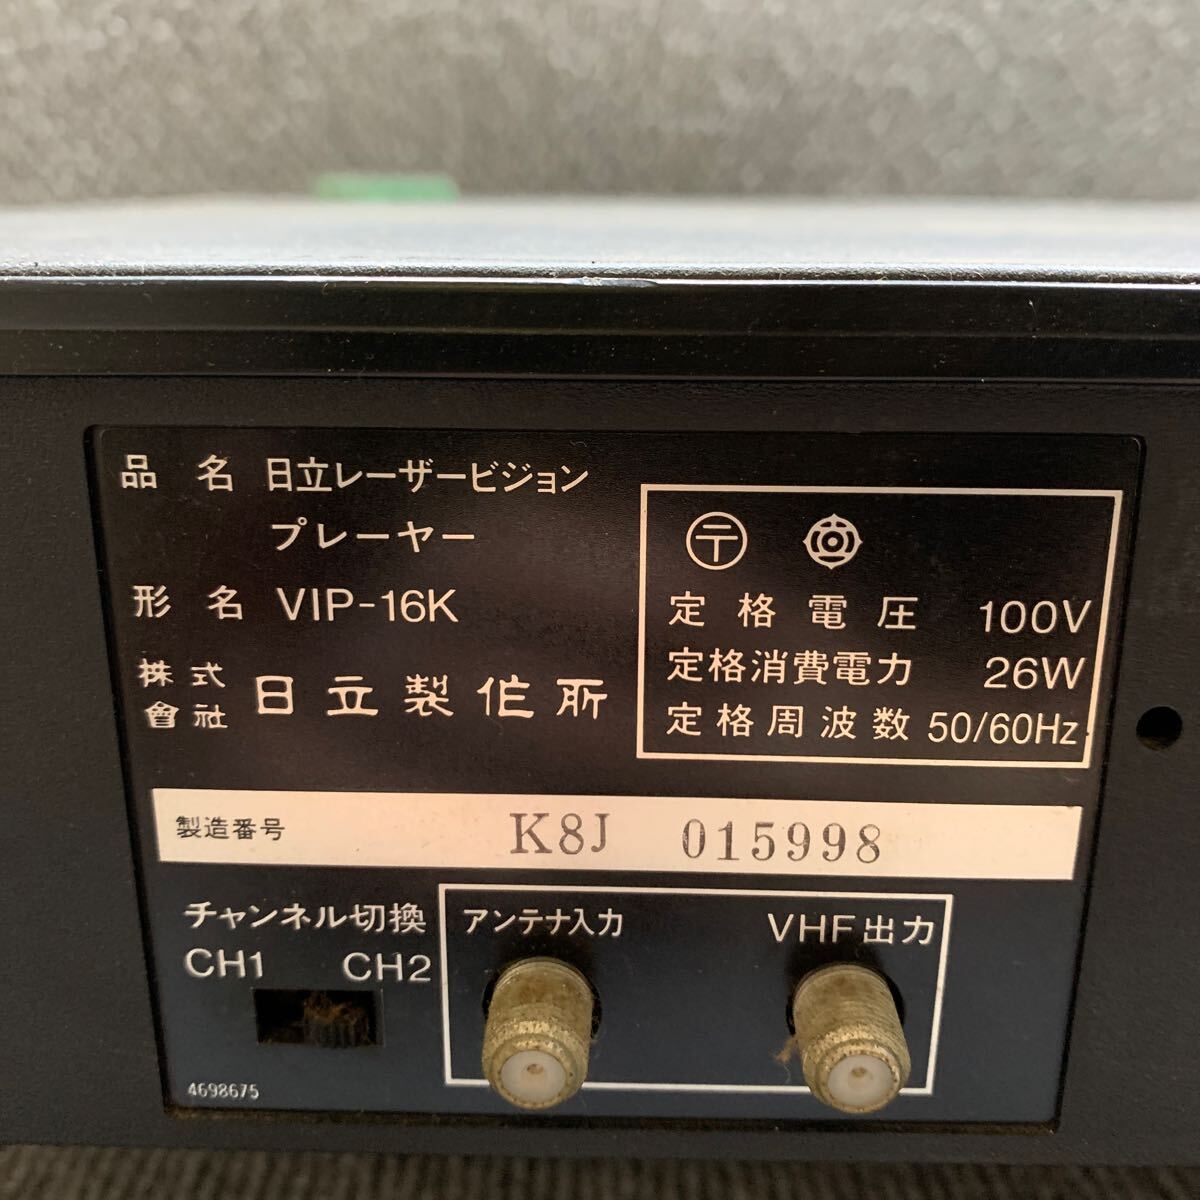 品名 日立レーザービジョン
プレーヤー
形名 VIP-16K
株式會社 日立製作所
〒
定格電圧 100V
定格消費電力 26W
定格周波数 50/60Hz
製造番号 K8J 015998
チャンネル切換
CH1 CH2
アンテナ入力
VHF出力
4698675